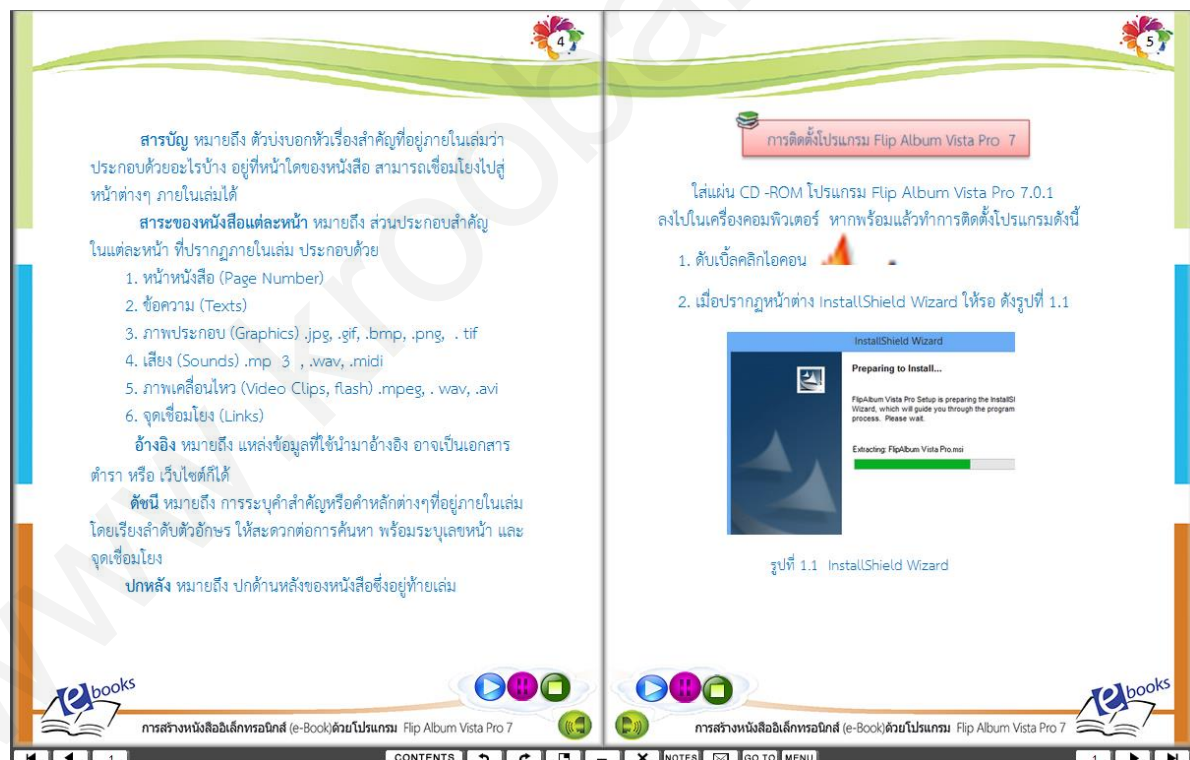 4
สารบัญ หมายถึง ตัวบ่งบอกหัวเรื่องสำคัญที่อยู่ภายในเล่มว่า
ประกอบด้วยอะไรบ้าง อยู่ที่หน้าใดของหนังสือ สามารถเชื่อมโยงไปสู่
หน้าต่างๆ ภายในเล่มได้
สาระของหนังสือแต่ละหน้า หมายถึง ส่วนประกอบสำคัญ
ในแต่ละหน้า ที่ปรากฏภายในเล่ม ประกอบด้วย
1. หน้าหนังสือ (Page Number)
2. ข้อความ (Texts)
3. ภาพประกอบ (Graphics) .jpg, .gif, .bmp, .png, . tif
4. เสียง (Sounds) .mp 3 , .wav, .midi
5. ภาพเคลื่อนไหว (Video Clips, flash) .mpeg, . wav, .avi
6. จุดเชื่อมโยง (Links)
อ้างอิง หมายถึง แหล่งข้อมูลที่ใช้นำมาอ้างอิง อาจเป็นเอกสาร
ตำรา หรือ เว็บไซต์ก็ได้
ดัชนี หมายถึง การระบุคำสำคัญหรือคำหลักต่างๆที่อยู่ภายในเล่ม
โดยเรียงลำดับตัวอักษร ให้สะดวกต่อการค้นหา พร้อมระบุเลขหน้า และ
จุดเชื่อมโยง
ปกหลัง หมายถึง ปกด้านหลังของหนังสือซึ่งอยู่ท้ายเล่ม
ebooks
การสร้างหนังสืออิเล็กทรอนิกส์ (e-Book)ด้วยโปรแกรม Flip Album Vista Pro 7
5
การติดตั้งโปรแกรม Flip Album Vista Pro 7
ใส่แผ่น CD -ROM โปรแกรม Flip Album Vista Pro 7.0.1
ลงไปในเครื่องคอมพิวเตอร์ หากพร้อมแล้วทำการติดตั้งโปรแกรมดังนี้
1. ดับเบิ้ลคลิกไอคอน
2. เมื่อปรากฏหน้าต่าง InstallShield Wizard ให้รอ ดังรูปที่ 1.1
InstallShield Wizard
Preparing to Install...
FlipAlbum Vista Pro Setup is preparing the InstallSl
Wizard, which will guide you through the program
process. Please wait.
Extracting: FlipAlbum Vista Pro.msi
รูปที่ 1.1 InstallShield Wizard
ebooks
การสร้างหนังสืออิเล็กทรอนิกส์ (e-Book)ด้วยโปรแกรม Flip Album Vista Pro 7
1 CONTENTS NOTES GO TO MENU 1